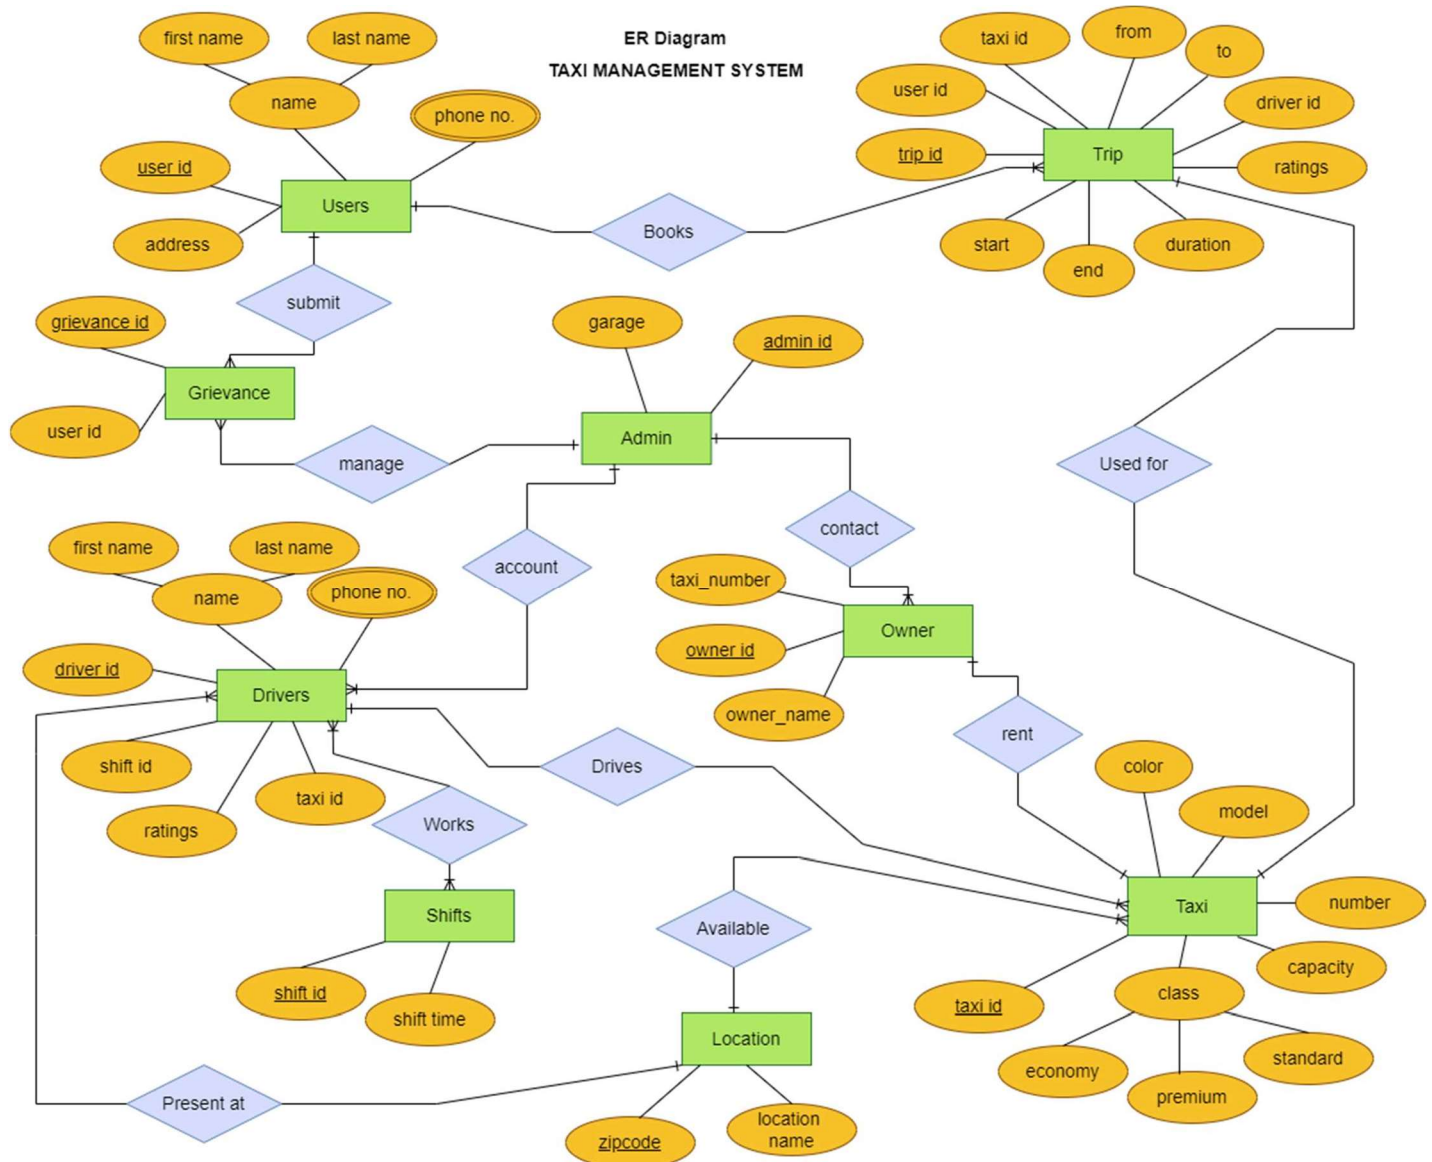 ER Diagram
TAXI MANAGEMENT SYSTEM
first name
last name
name
phone no.
user id
address
Users
Books
taxi id
from
to
user id
driver id
trip id
Trip
ratings
start
end
duration
submit
grievance id
Grievance
user id
manage
garage
admin id
Admin
Used for
contact
account
first name
last name
name
phone no.
driver id
Drivers
shift id
ratings
taxi id
taxi_number
owner id
Owner
owner_name
rent
Drives
Works
Shifts
shift id
shift time
Available
color
model
Taxi
number
capacity
class
taxi id
economy
premium
standard
Location
Present at
zipcode
location
name